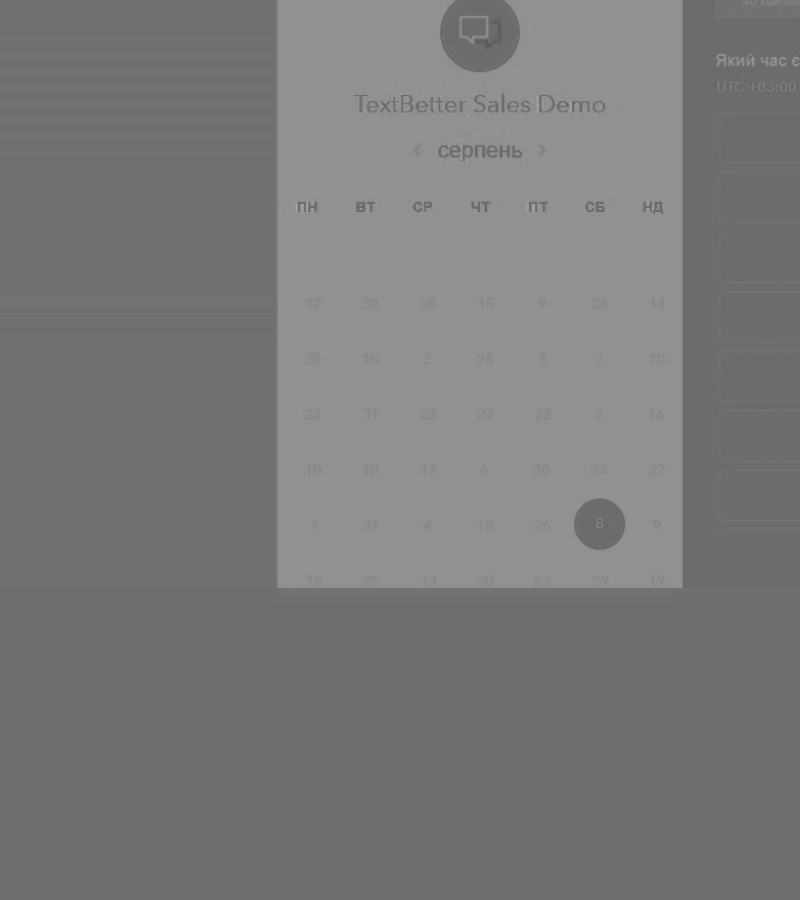 TextBetter Sales Demo
серпень
ПН ВТ СР ЧТ ПТ СБ НД
12 30 18 15 9 26 14
30 10 2 26 3 2 10
24 31 22 27 22 2 16
10 10 12 6 30 24 27
7 31 4 18 26 8 9
15 25 13 20 23 29 19
40 хвилин
Який час є
UTC +03:00